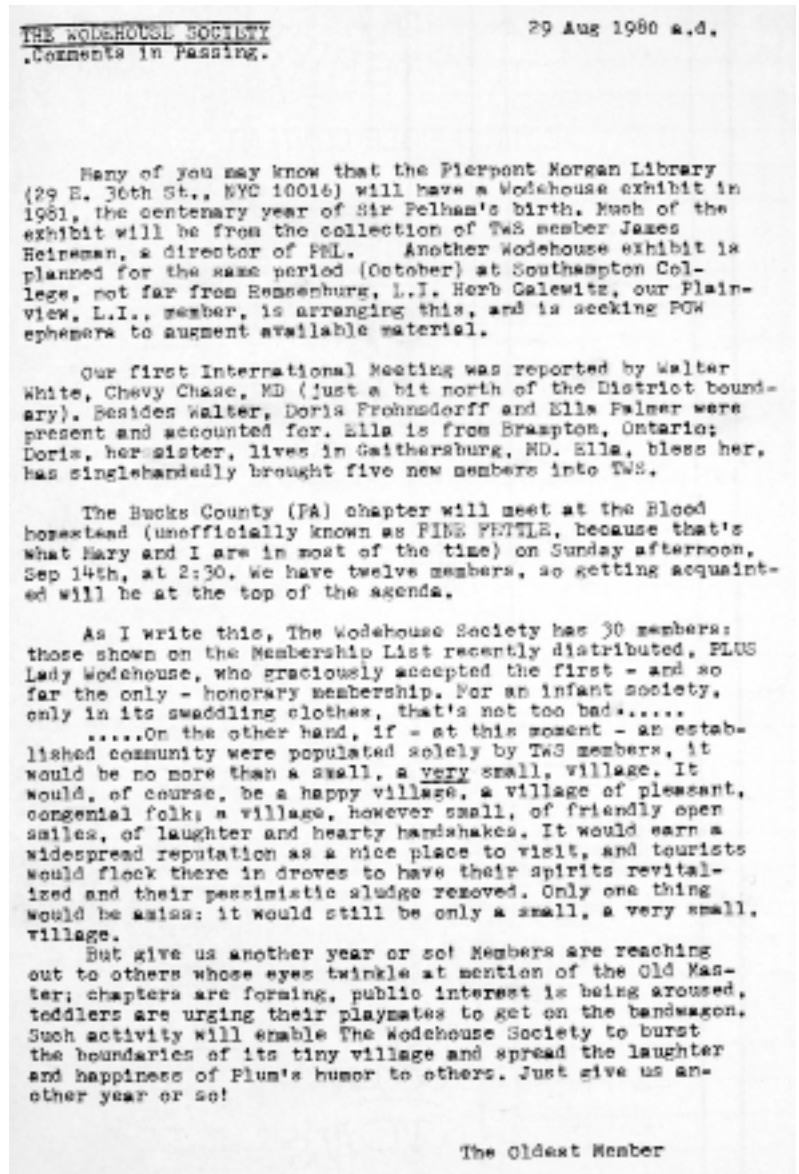 THE WODEHOUSE SOCIETY 29 Aug 1980 a.d.
.Comments in Passing.
Many of you may know that the Pierpont Morgan Library
(29 E. 36th St., NYC 10016) will have a Wodehouse exhibit in
1981, the centenary year of Sir Pelham's birth. Much of the
exhibit will be from the collection of TWS member James
Heineman, a director of PML. Another Wodehouse exhibit is
planned for the same period (October) at Southampton Col-
lege, not far from Remsenburg, L.I. Herb Galewitz, our Plain-
view, L.I., member, is arranging this, and is seeking PGW
ephemera to augment available material.
Our first International Meeting was reported by Walter
White, Chevy Chase, MD (just a bit north of the District bound-
ary). Besides Walter, Doris Frohnsdorff and Ella Palmer were
present and accounted for. Ella is from Brampton, Ontario;
Doris, her sister, lives in Gaithersburg, MD. Ella, bless her,
has singlehandedly brought five new members into TWS.
The Bucks County (PA) chapter will meet at the Blood
homestead (unofficially known as FINE FETTLE, because that's
what Mary and I are in most of the time) on Sunday afternoon,
Sep 14th, at 2:30. We have twelve members, so getting acquaint-
ed will be at the top of the agenda.
As I write this, The Wodehouse Society has 30 members:
those shown on the Membership List recently distributed, PLUS
Lady Wodehouse, who graciously accepted the first - and so
far the only - honorary membership. For an infant society,
only in its swaddling clothes, that's not too bad......
.....On the other hand, if - at this moment - an estab-
lished community were populated solely by TWS members, it
would be no more than a small, a very small, village. It
would, of course, be a happy village, a village of pleasant,
congenial folk; a village, however small, of friendly open
smiles, of laughter and hearty handshakes. It would earn a
widespread reputation as a nice place to visit, and tourists
would flock there in droves to have their spirits revital-
ized and their pessimistic sludge removed. Only one thing
would be amiss: it would still be only a small, a very small,
village.
But give us another year or so! Members are reaching
out to others whose eyes twinkle at mention of the Old Mas-
ter; chapters are forming, public interest is being aroused,
toddlers are urging their playmates to get on the bandwagon.
Such activity will enable The Wodehouse Society to burst
the boundaries of its tiny village and spread the laughter
and happiness of Plum's humor to others. Just give us an-
other year or so!
The Oldest Member